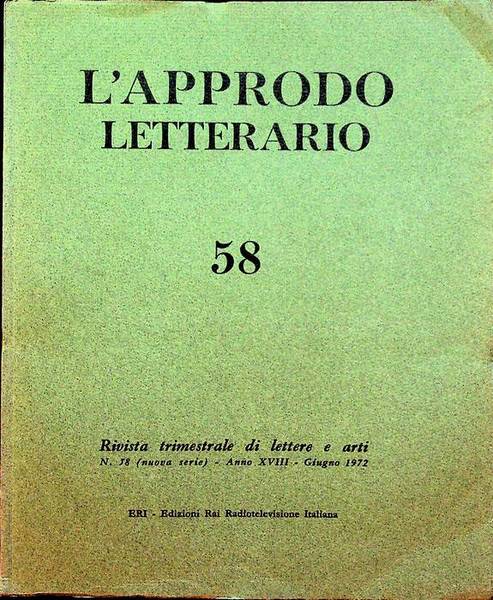 L'APPRODO
LETTERARIO
58
Rivista trimestrale di lettere e arti
N. 58 (nuova serie) - Anno XVIII - Giugno 1972
ERI - Edizioni Rai Radiotelevisione Italiana